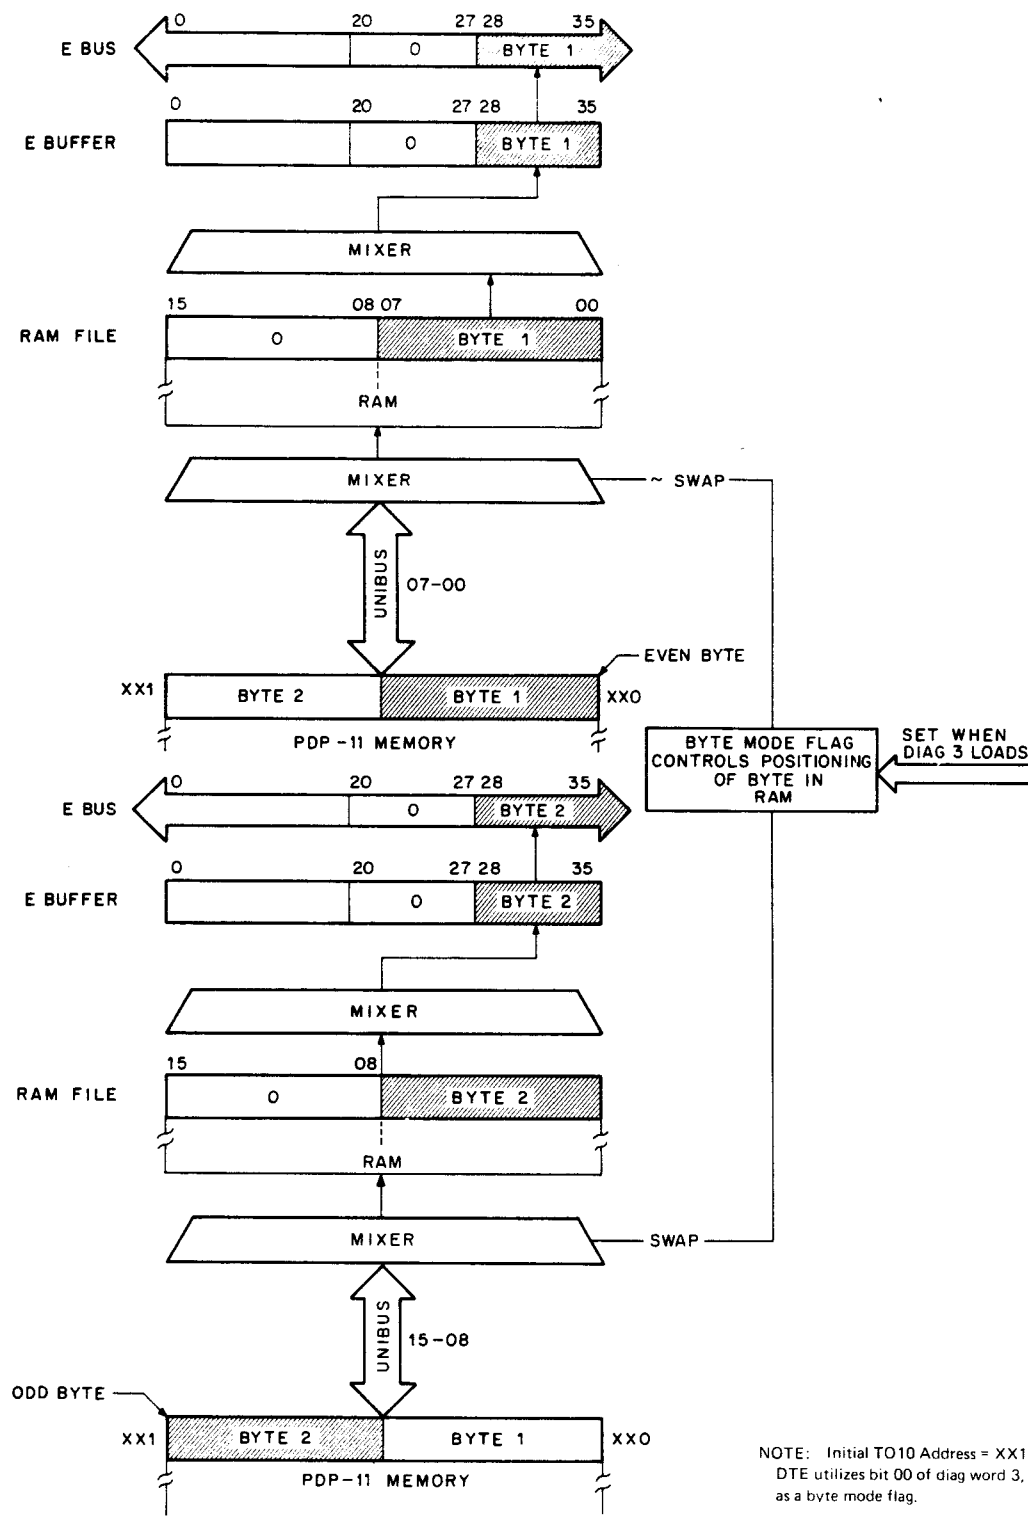 0 20 27 28 35
E BUS 0 BYTE 1
0 20 27 28 35
E BUFFER 0 BYTE 1
MIXER
15 08 07 00
RAM FILE 0 BYTE 1
RAM
MIXER ~ SWAP
UNIBUS 07-00
EVEN BYTE
XX1 BYTE 2 BYTE 1 XX0
PDP-11 MEMORY
BYTE MODE FLAG
CONTROLS POSITIONING
OF BYTE IN
RAM
SET WHEN
DIAG 3 LOADS
0 20 27 28 35
E BUS 0 BYTE 2
0 20 27 28 35
E BUFFER 0 BYTE 2
MIXER
15 08
RAM FILE 0 BYTE 2
RAM
MIXER SWAP
UNIBUS 15-08
ODD BYTE
XX1 BYTE 2 BYTE 1 XX0
PDP-11 MEMORY
NOTE: Initial TO10 Address = XX1
DTE utilizes bit 00 of diag word 3,
as a byte mode flag.